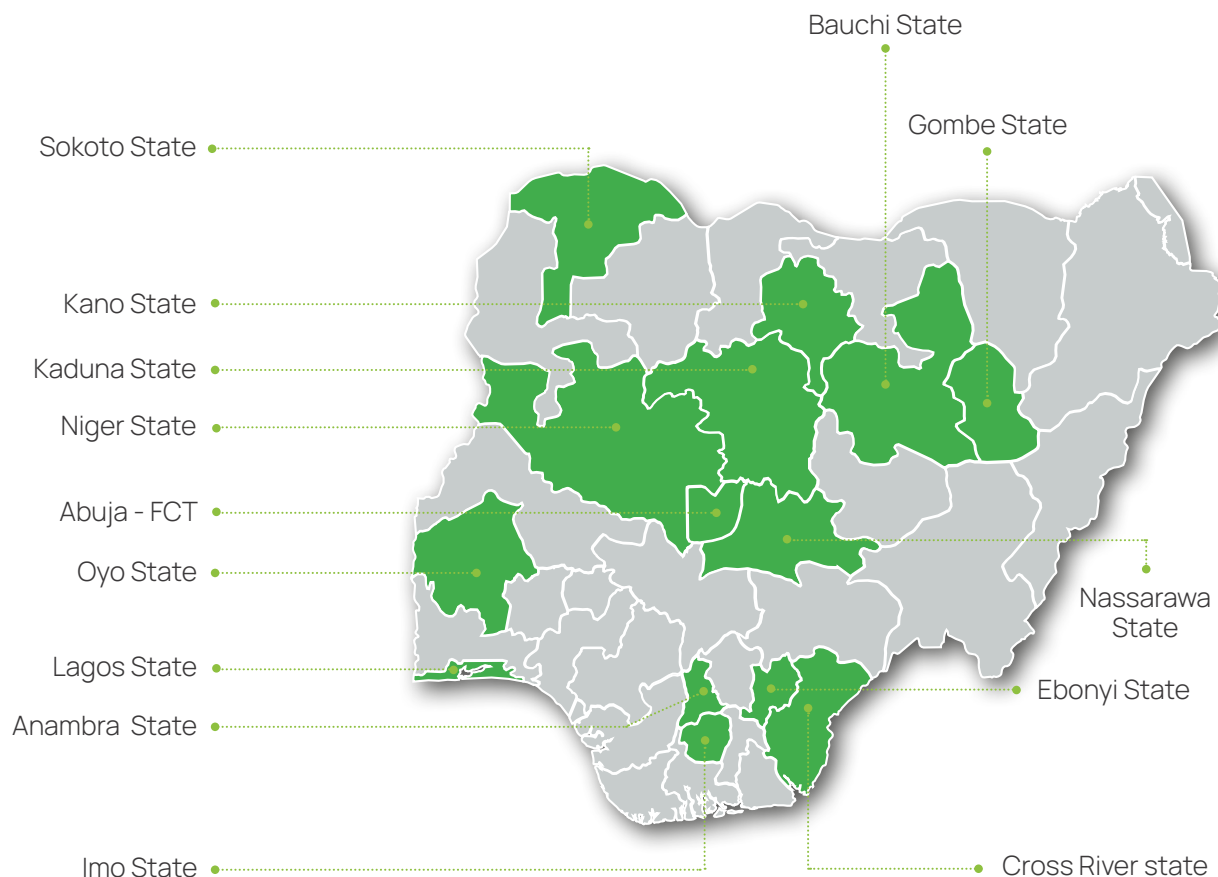 Bauchi State
Gombe State
Sokoto State
Kano State
Kaduna State
Niger State
Abuja - FCT
Oyo State
Nassarawa
State
Lagos State
Ebonyi State
Anambra  State
Imo State
Cross River state